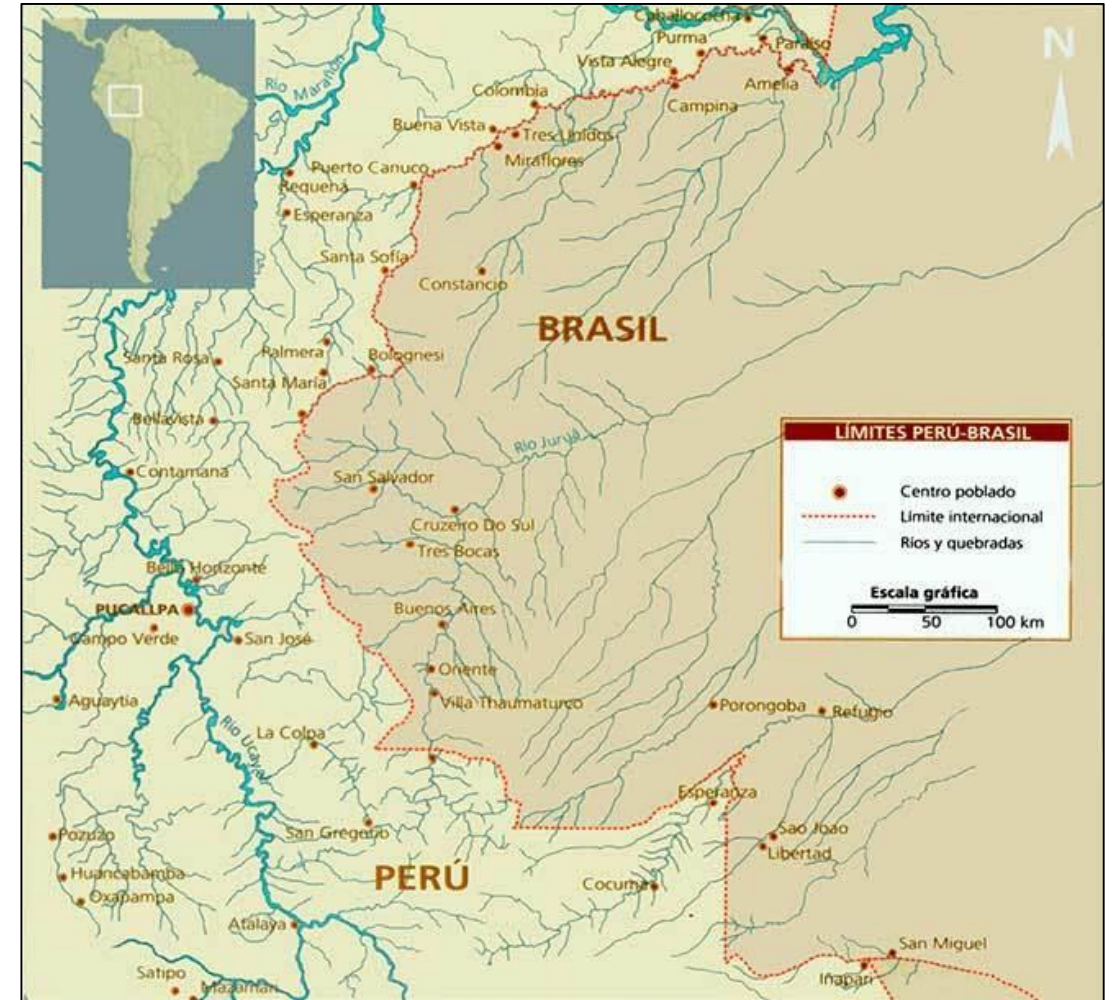 Caballococha
Purma
Paraíso
N
Vista Alegre
Río Marañón
Colombia
Amelia
Campina
Buena Vista
Tres Unidos
Miraflores
Puerto Canuco
Requena
Esperanza
Santa Sofía
Constancio
BRASIL
Santa Rosa
Palmera
Bolognesi
Santa María
Bellavista
LÍMITES PERÚ-BRASIL
Río Juruá
Contamana
San Salvador
Centro poblado
Cruzeiro Do Sul
Límite internacional
Tres Bocas
Ríos y quebradas
Bello Horizonte
Escala gráfica
PUCALLPA
Buenos Aires
0 50 100 km
Campo Verde
San José
Oriente
Aguaytia
Villa Thaumaturco
Porongoba
Refugio
Río Ucayali
La Colpa
Esperanza
San Gregorio
Pozuzo
Sao Joao
Libertad
Huancabamba
PERÚ
Cocuma
Oxapampa
Atalaya
San Miguel
Satipo
Iñapari
Mazamari